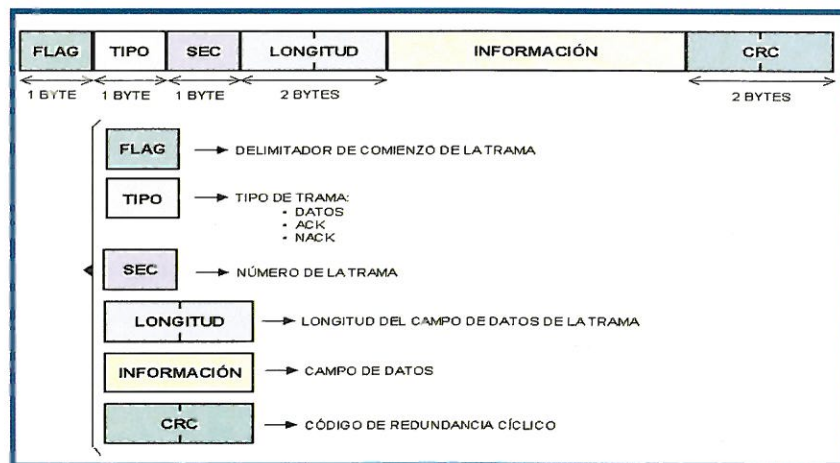 FLAG TIPO SEC LONGITUD INFORMACIÓN CRC
1 BYTE 1 BYTE 1 BYTE 2 BYTES 2 BYTES
FLAG → DELIMITADOR DE COMIENZO DE LA TRAMA
TIPO → TIPO DE TRAMA:
• DATOS
• ACK
• NACK
SEC → NÚMERO DE LA TRAMA
LONGITUD → LONGITUD DEL CAMPO DE DATOS DE LA TRAMA
INFORMACIÓN → CAMPO DE DATOS
CRC → CÓDIGO DE REDUNDANCIA CÍCLICO